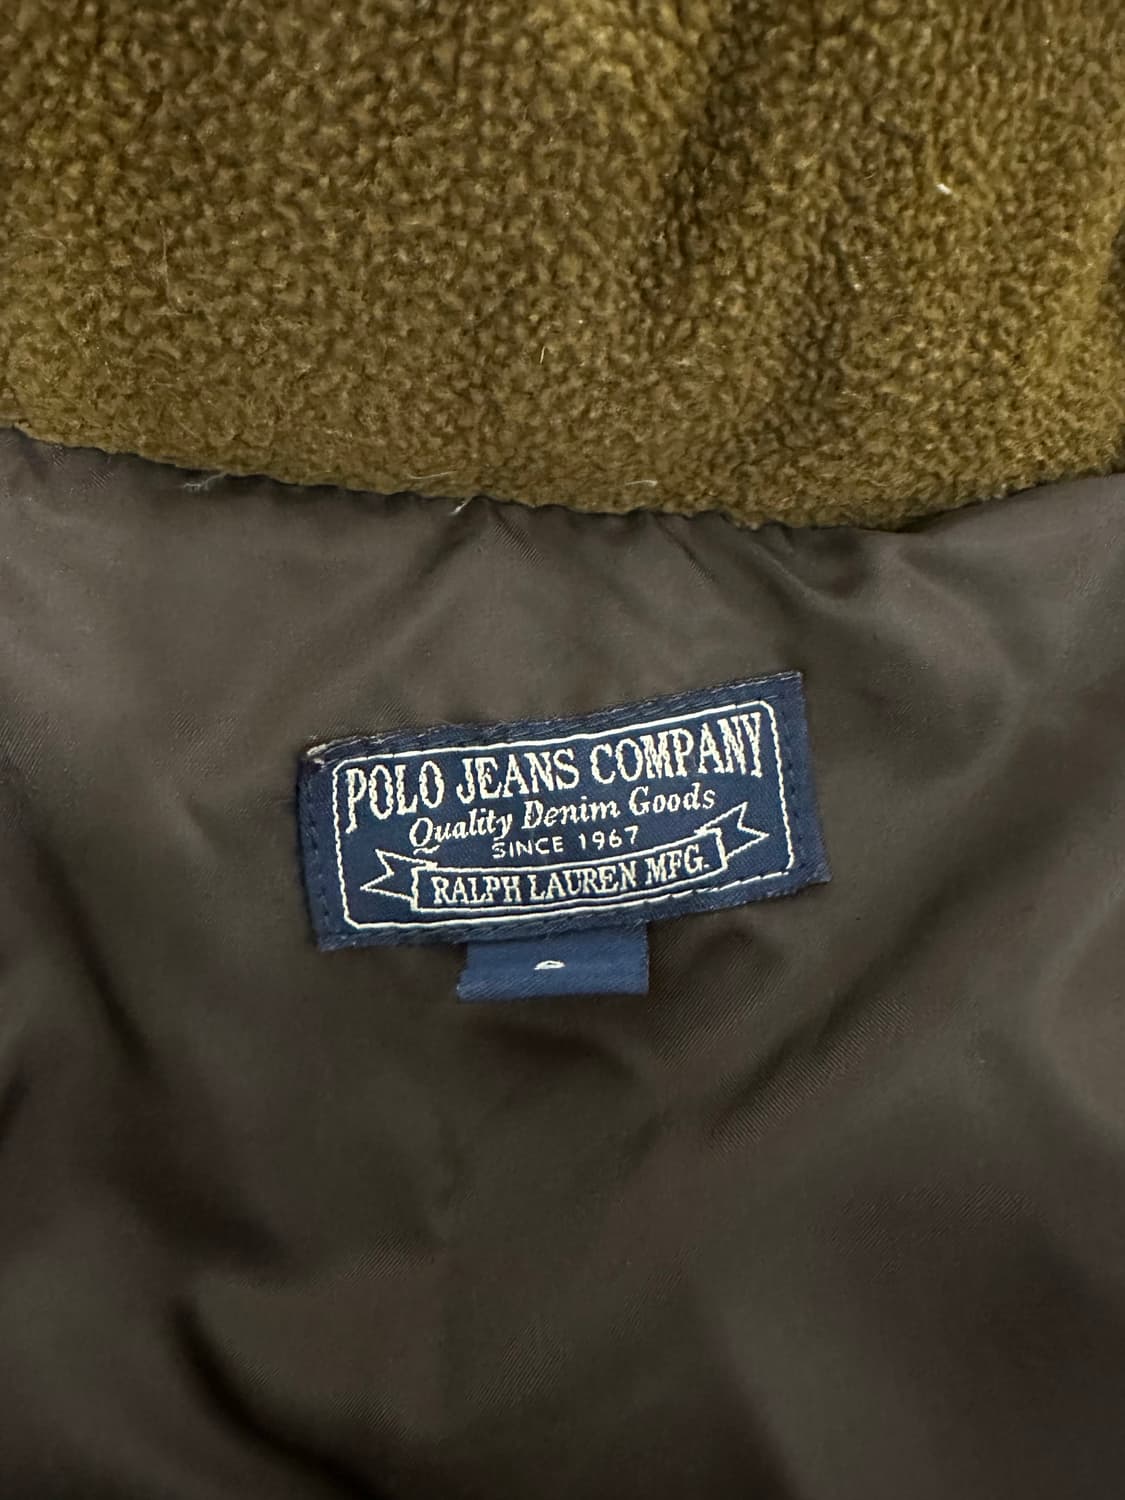 POLO JEANS COMPANY
Quality Denim Goods
SINCE 1967
RALPH LAUREN MFG.